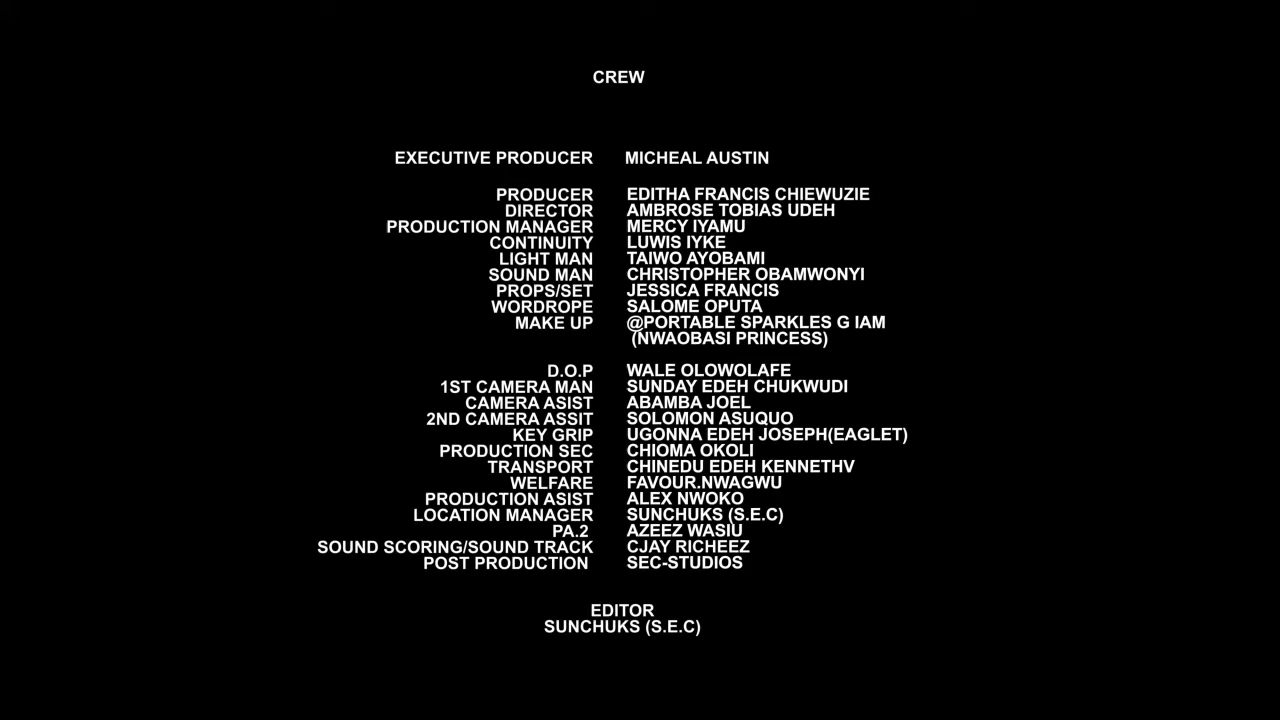 CREW
EXECUTIVE PRODUCER MICHEAL AUSTIN
PRODUCER EDITHA FRANCIS CHIEWUZIE
DIRECTOR AMBROSE TOBIAS UDEH
PRODUCTION MANAGER MERCY IYAMU
CONTINUITY LUWIS IYKE
LIGHT MAN TAIWO AYOBAMI
SOUND MAN CHRISTOPHER OBAMWONYI
PROPS/SET JESSICA FRANCIS
WORDROPE SALOME OPUTA
MAKE UP @PORTABLE SPARKLES G IAM
(NWAOBASI PRINCESS)
D.O.P WALE OLOWOLAFE
1ST CAMERA MAN SUNDAY EDEH CHUKWUDI
CAMERA ASIST ABAMBA JOEL
2ND CAMERA ASSIT SOLOMON ASUQUO
KEY GRIP UGONNA EDEH JOSEPH(EAGLET)
PRODUCTION SEC CHIOMA OKOLI
TRANSPORT CHINEDU EDEH KENNETHV
WELFARE FAVOUR.NWAGWU
PRODUCTION ASIST ALEX NWOKO
LOCATION MANAGER SUNCHUKS (S.E.C)
PA.2 AZEEZ WASIU
SOUND SCORING/SOUND TRACK CJAY RICHEEZ
POST PRODUCTION SEC-STUDIOS
EDITOR
SUNCHUKS (S.E.C)